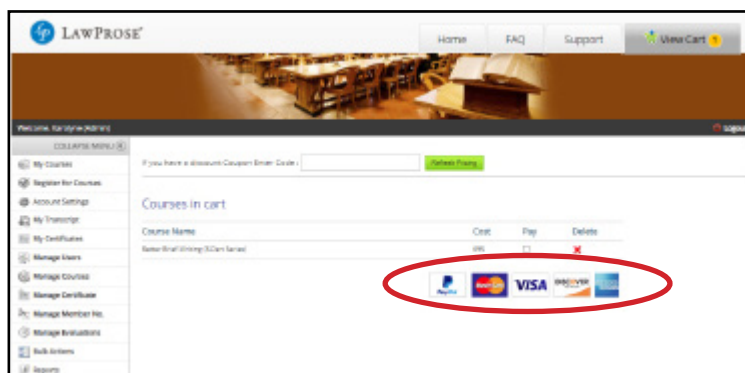 LAWPROSE
Home FAQ Support View Cart 1
Welcome, Karolyne (Admin) Logout
COLLAPSE MENU
My Courses
Register for Courses
Account Settings
My Transcript
My Certificates
Manage Users
Manage Courses
Manage Certificate
Manage Member No.
Manage Evaluations
Bulk Actions
Reports
If you have a discount Coupon Enter Code : Refresh Pricing
Courses in cart
Course Name Cost Pay Delete
Better Brief Writing
PayPal MasterCard VISA DISCOVER